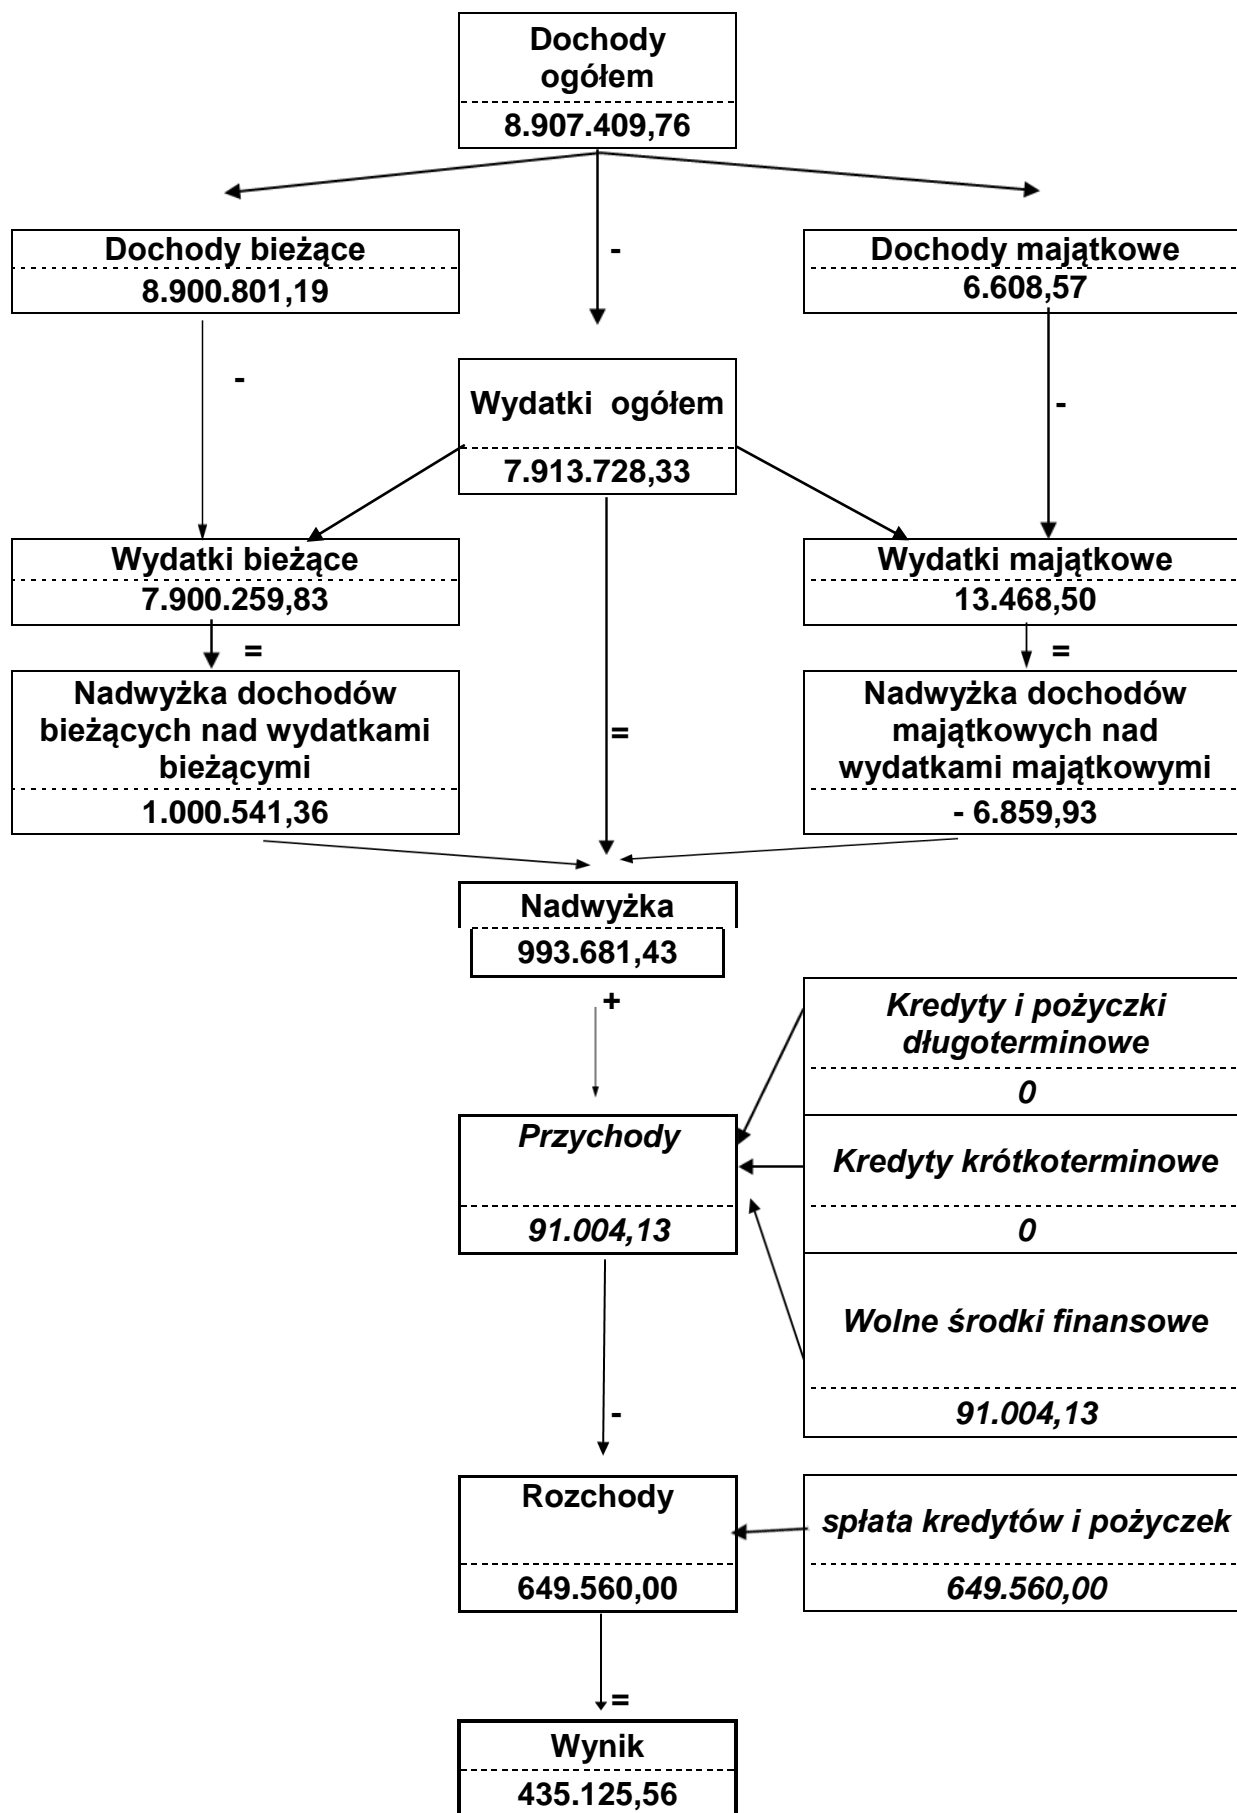 Dochody
ogółem
8.907.409,76
Dochody bieżące
8.900.801,19
-
Dochody majątkowe
6.608,57
-
Wydatki ogółem
7.913.728,33
-
Wydatki bieżące
7.900.259,83
=
Wydatki majątkowe
13.468,50
=
Nadwyżka dochodów
bieżących nad wydatkami
bieżącymi
1.000.541,36
=
Nadwyżka dochodów
majątkowych nad
wydatkami majątkowymi
- 6.859,93
Nadwyżka
993.681,43
+
Kredyty i pożyczki
długoterminowe
0
Przychody
91.004,13
Kredyty krótkoterminowe
0
Wolne środki finansowe
91.004,13
-
Rozchody
649.560,00
spłata kredytów i pożyczek
649.560,00
=
Wynik
435.125,56